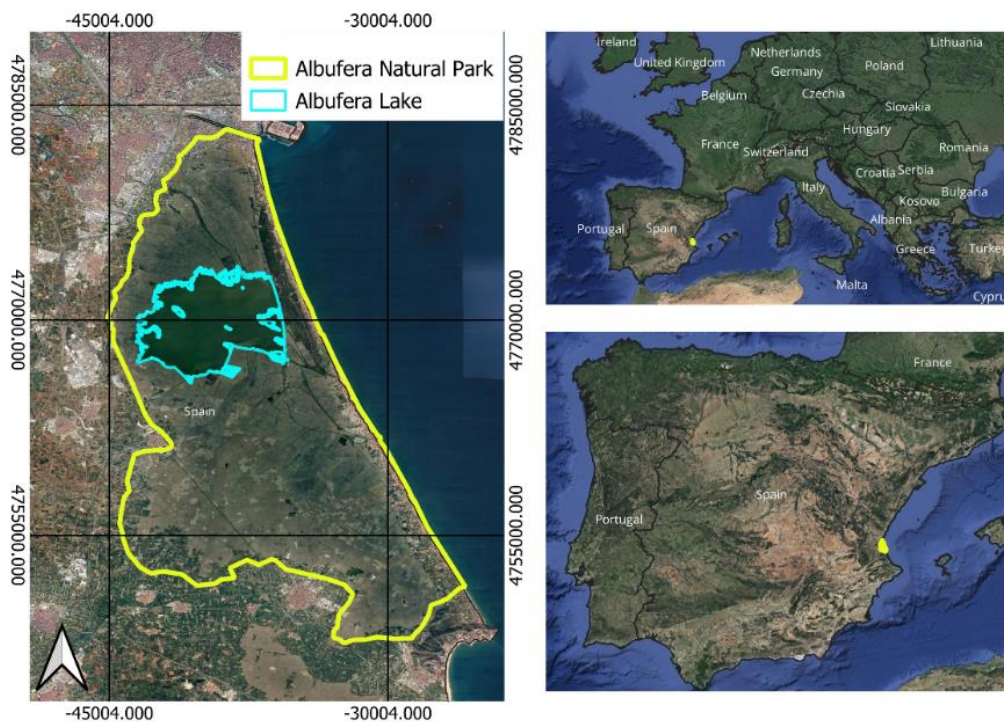 -45004.000
-30004.000
Albufera Natural Park
Albufera Lake
4785000.000
4785000.000
4770000.000
4770000.000
Spain
4755000.000
4755000.000
-45004.000
-30004.000
Ireland
United Kingdom
Netherlands
Lithuania
Germany
Poland
Belgium
Czechia
Slovakia
France
Hungary
Switzerland
Romania
Croatia
Serbia
Italy
Bulgaria
Kosovo
Portugal
Spain
Albania
Greece
Turkey
Malta
Cypru
France
Spain
Portugal